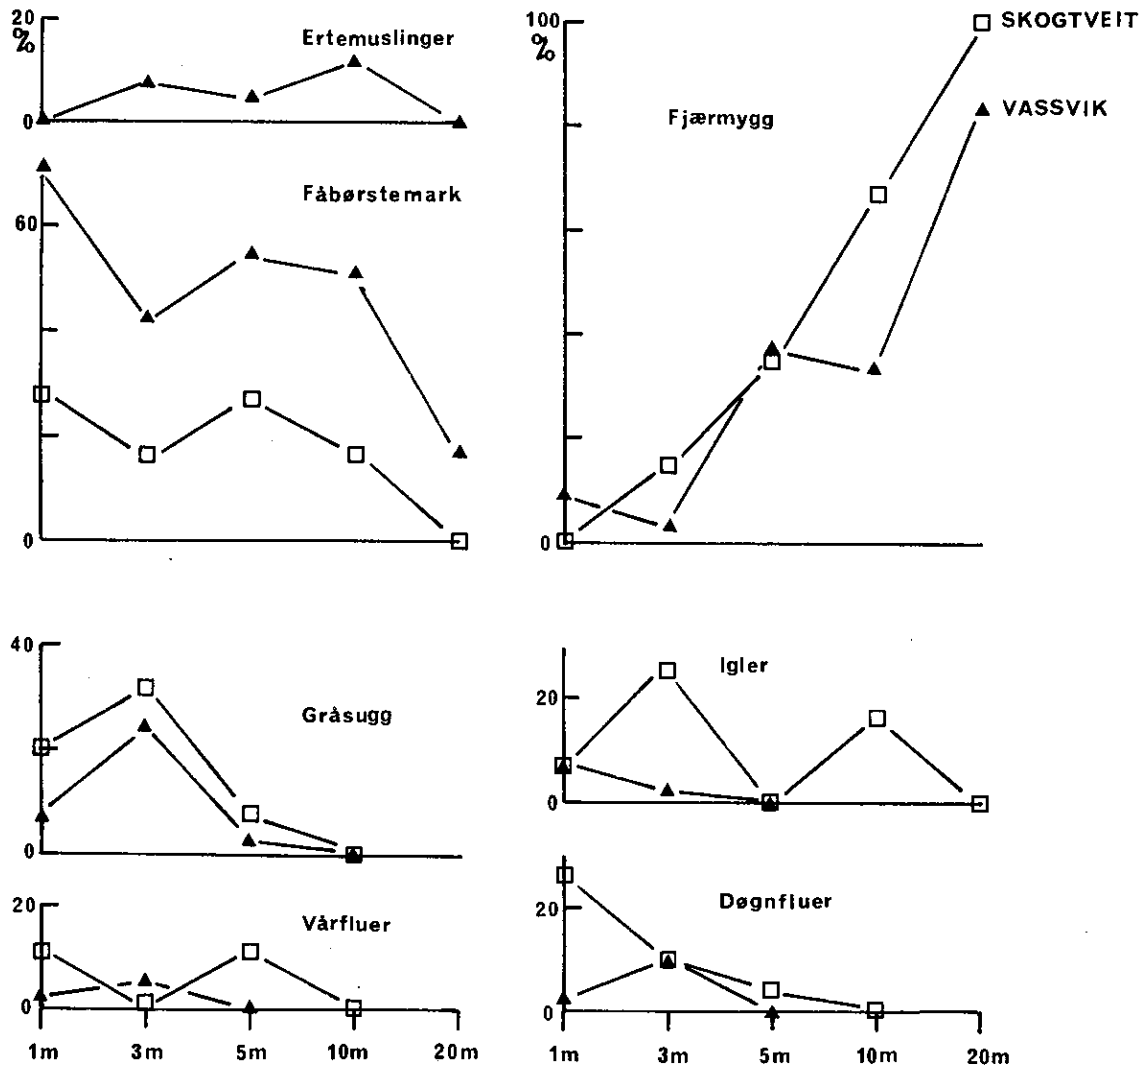 20
%
Ertemuslinger
0
Fåbørstemark
60
0
100
%
SKOGTVEIT
VASSVIK
Fjærmygg
0
40
Gråsugg
0
20
Vårfluer
0
1m 3m 5m 10m 20m
Igler
20
0
Døgnfluer
20
0
1m 3m 5m 10m 20m